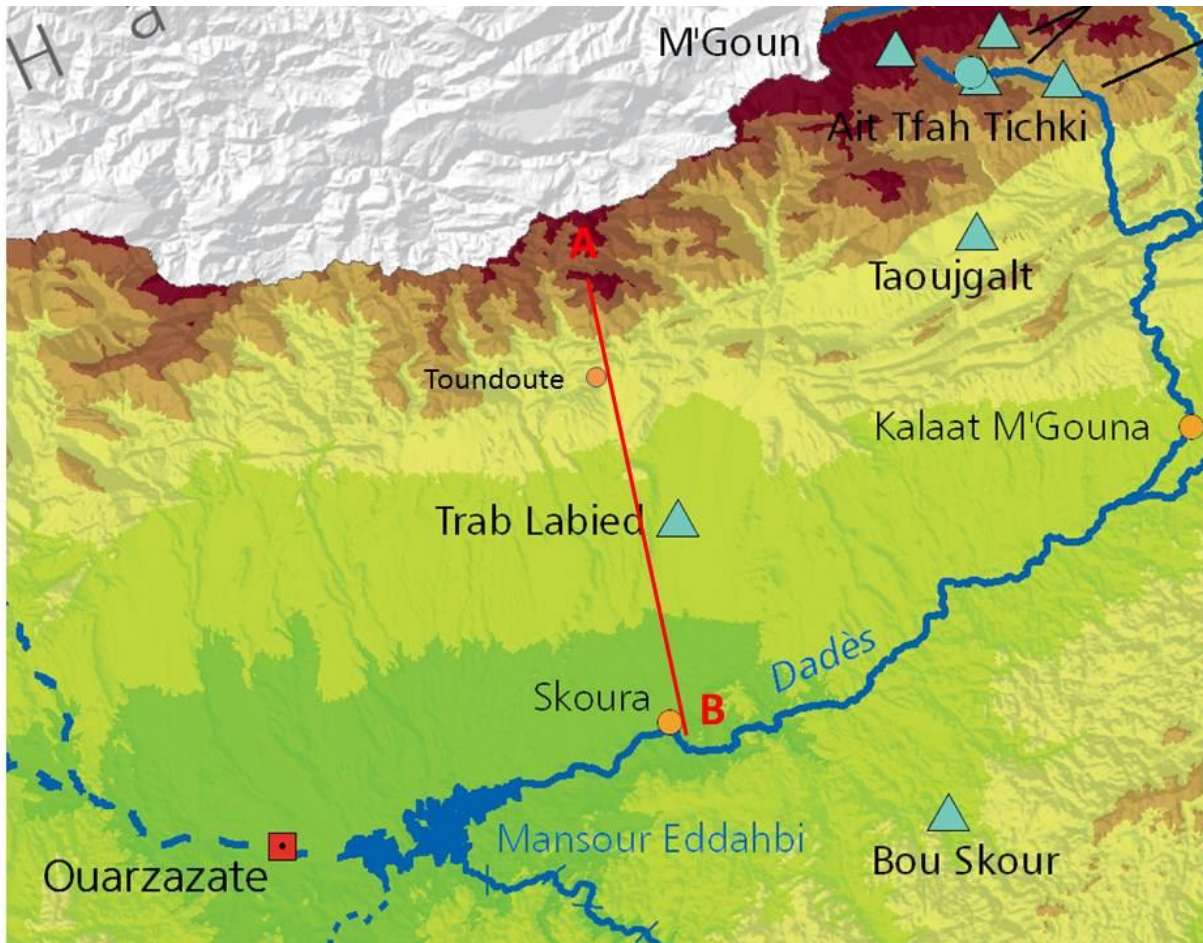 H a
M'Goun
Ait Tfah Tichki
A
Taoujgalt
Toundoute
Kalaat M'Gouna
Trab Labied
Dadès
Skoura
B
Mansour Eddahbi
Ouarzazate
Bou Skour